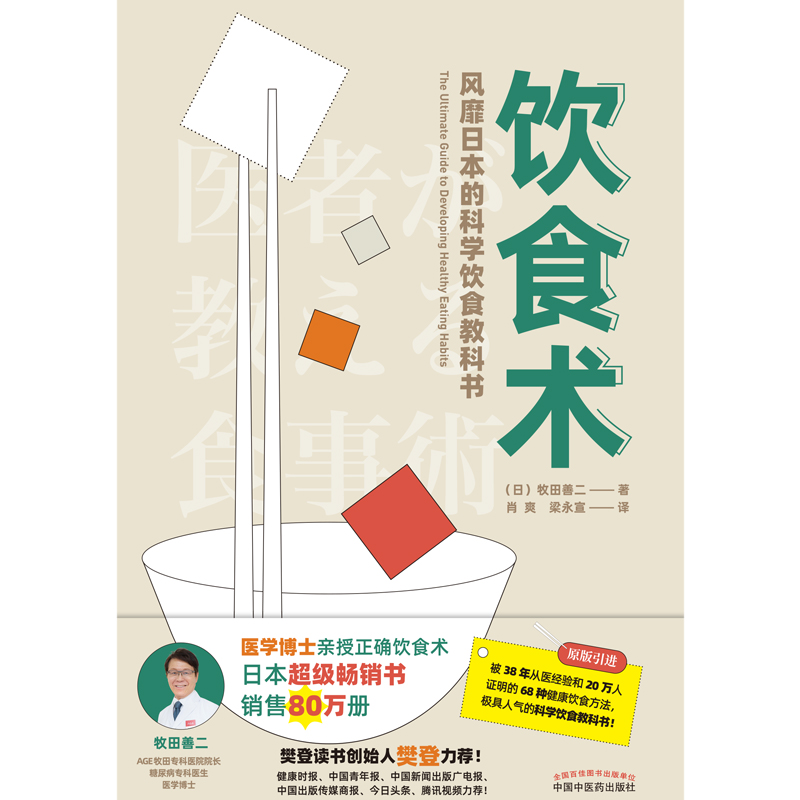 饮食术
风靡日本的科学饮食教科书
The Ultimate Guide to Developing Healthy Eating Habits
医者が
教える
食事術
（日）牧田善二——著
肖爽 梁永宣——译
医学博士亲授正确饮食术
日本超级畅销书
销售80万册
原版引进
被38年从医经验和20万人
证明的68种健康饮食方法，
极具人气的科学饮食教科书！
牧田善二
AGE牧田专科医院院长
糖尿病专科医生
医学博士
樊登读书创始人樊登力荐！
健康时报、中国青年报、中国新闻出版广电报、
中国出版传媒商报、今日头条、腾讯视频力荐！
全国百佳图书出版单位
中国中医药出版社